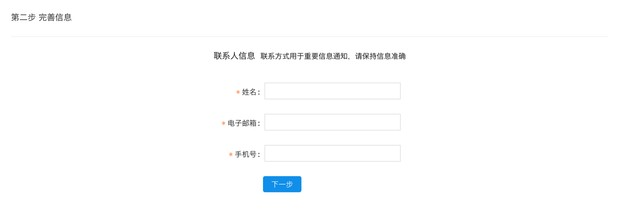 第二步 完善信息
联系人信息 联系方式用于重要信息通知，请保持信息准确
* 姓名：
* 电子邮箱：
* 手机号：
下一步